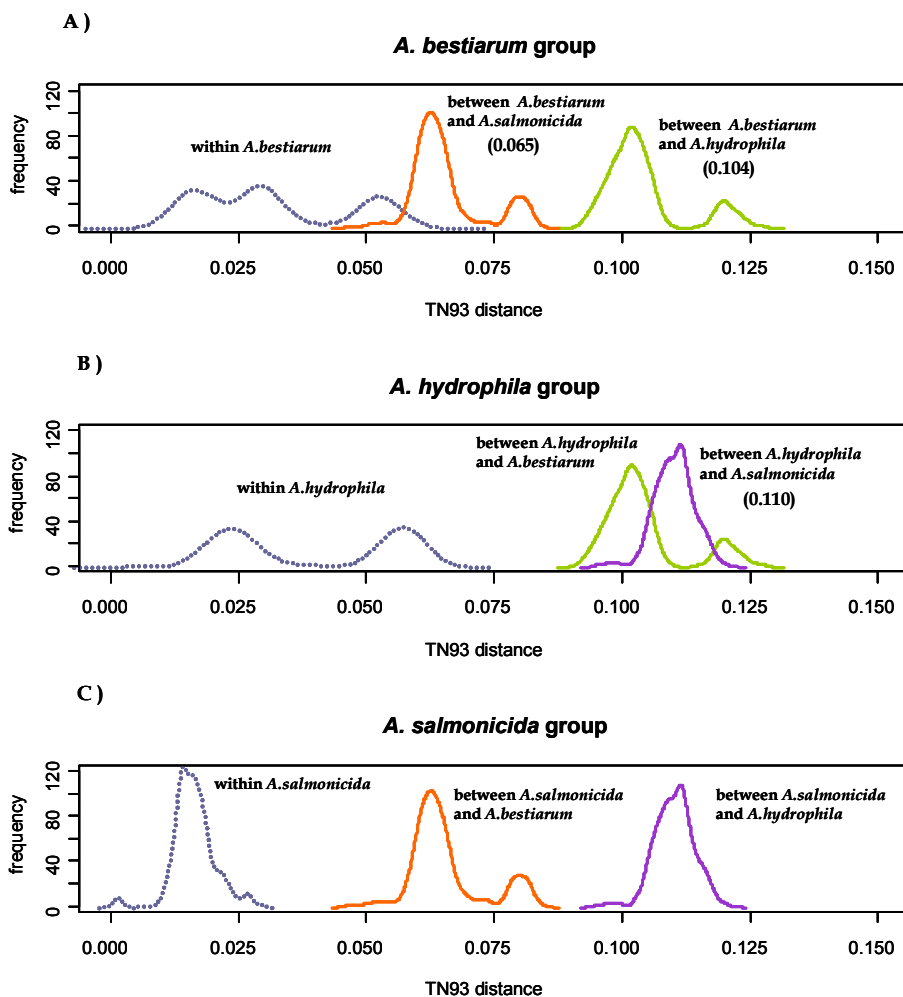 A )
A. bestiarum group
between A.bestiarum
and A.salmonicida
(0.065)
between A.bestiarum
and A.hydrophila
(0.104)
within A.bestiarum
frequency
120
80
40
0
0.000 0.025 0.050 0.075 0.100 0.125 0.150
TN93 distance
B )
A. hydrophila group
between A.hydrophila
and A.bestiarum
between A.hydrophila
and A.salmonicida
(0.110)
within A.hydrophila
frequency
120
80
40
0
0.000 0.025 0.050 0.075 0.100 0.125 0.150
TN93 distance
C )
A. salmonicida group
within A.salmonicida
between A.salmonicida
and A.bestiarum
between A.salmonicida
and A.hydrophila
frequency
120
80
40
0
0.000 0.025 0.050 0.075 0.100 0.125 0.150
TN93 distance